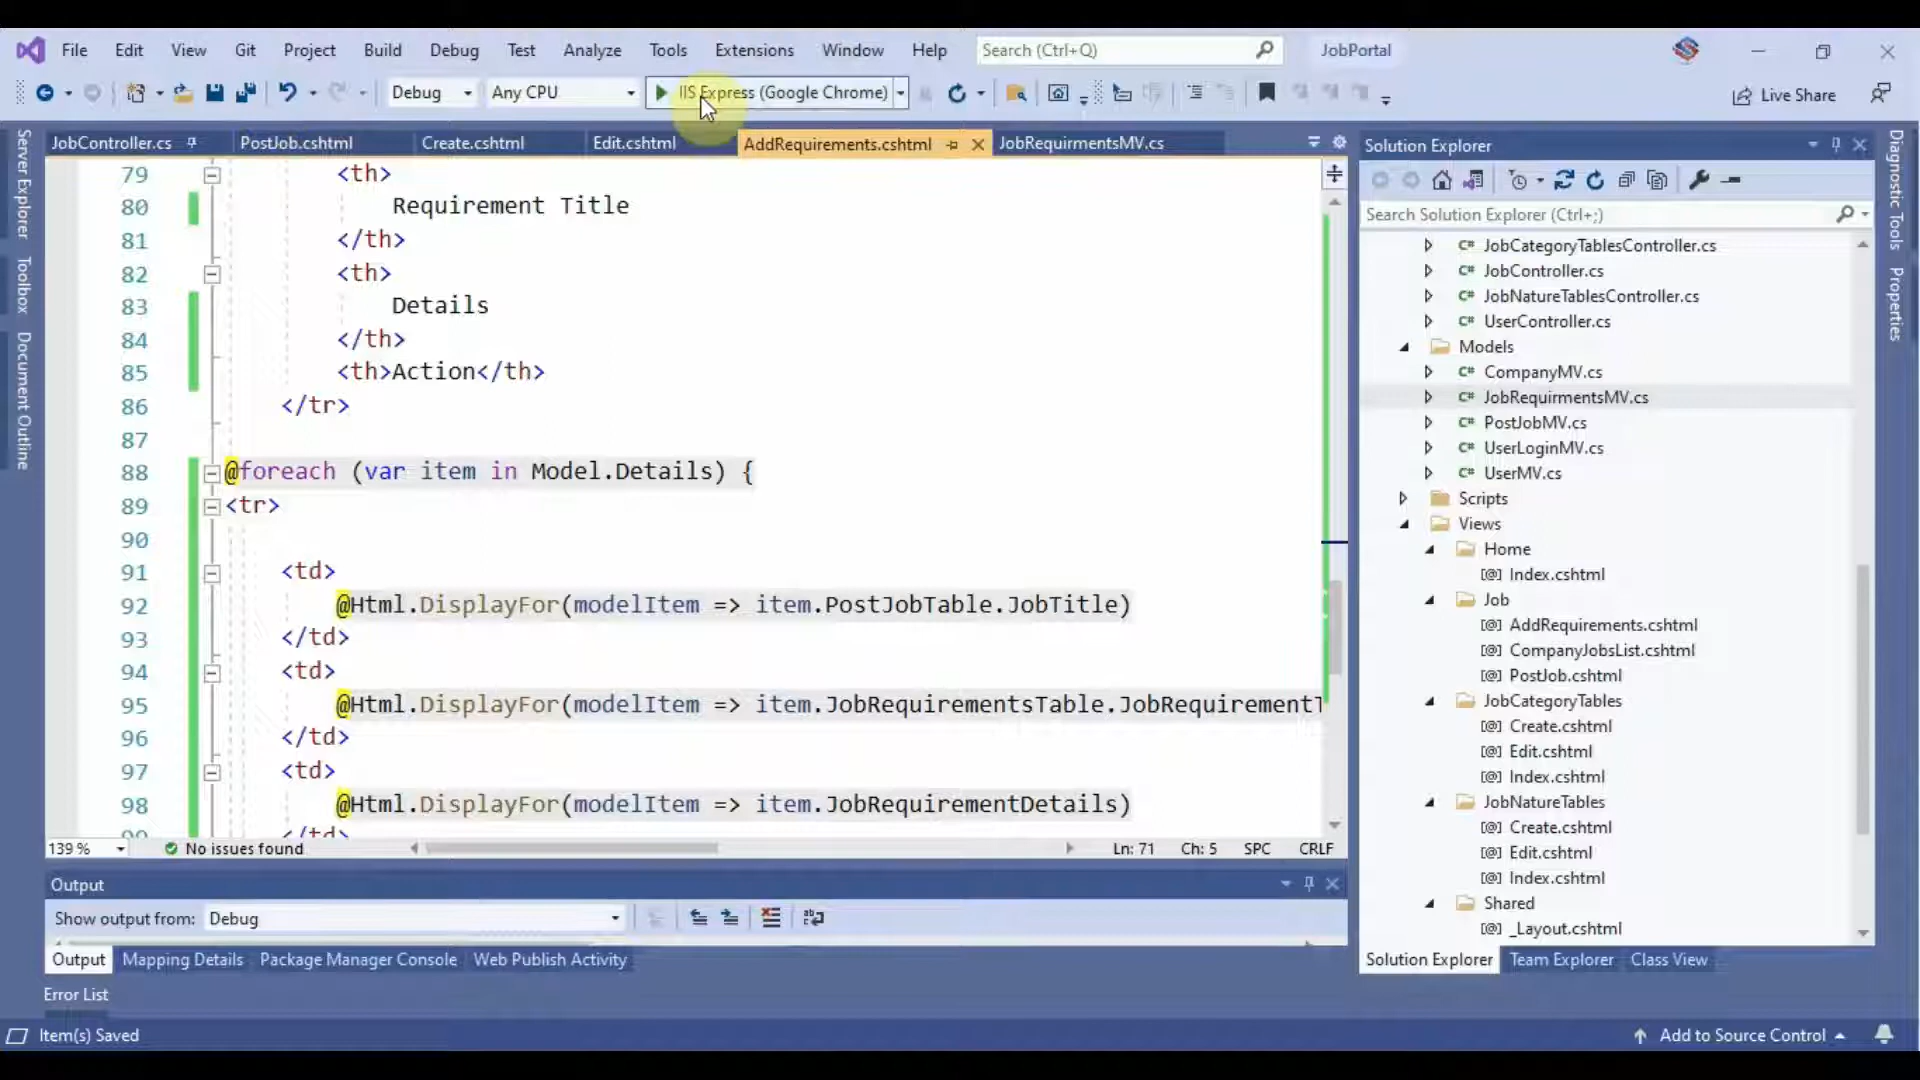 File Edit View Git Project Build Debug Test Analyze Tools Extensions Window Help Search (Ctrl+Q) JobPortal
Debug Any CPU IIS Express (Google Chrome) Live Share
Server Explorer
Toolbox
Document Outline
JobController.cs PostJob.cshtml Create.cshtml Edit.cshtml AddRequirements.cshtml JobRequirmentsMV.cs
79 <th>
80 Requirement Title
81 </th>
82 <th>
83 Details
84 </th>
85 <th>Action</th>
86 </tr>
87
88 @foreach (var item in Model.Details) {
89 <tr>
90
91 <td>
92 @Html.DisplayFor(modelItem => item.PostJobTable.JobTitle)
93 </td>
94 <td>
95 @Html.DisplayFor(modelItem => item.JobRequirementsTable.JobRequirementT
96 </td>
97 <td>
98 @Html.DisplayFor(modelItem => item.JobRequirementDetails)
99 </td>
139 % No issues found Ln: 71 Ch: 5 SPC CRLF
Output
Show output from: Debug
Output Mapping Details Package Manager Console Web Publish Activity
Error List
Item(s) Saved Add to Source Control
Solution Explorer
Search Solution Explorer (Ctrl+;)
C# JobCategoryTablesController.cs
C# JobController.cs
C# JobNatureTablesController.cs
C# UserController.cs
Models
C# CompanyMV.cs
C# JobRequirmentsMV.cs
C# PostJobMV.cs
C# UserLoginMV.cs
C# UserMV.cs
Scripts
Views
Home
[@] Index.cshtml
Job
[@] AddRequirements.cshtml
[@] CompanyJobsList.cshtml
[@] PostJob.cshtml
JobCategoryTables
[@] Create.cshtml
[@] Edit.cshtml
[@] Index.cshtml
JobNatureTables
[@] Create.cshtml
[@] Edit.cshtml
[@] Index.cshtml
Shared
[@] _Layout.cshtml
Solution Explorer Team Explorer Class View
Diagnostic Tools
Properties